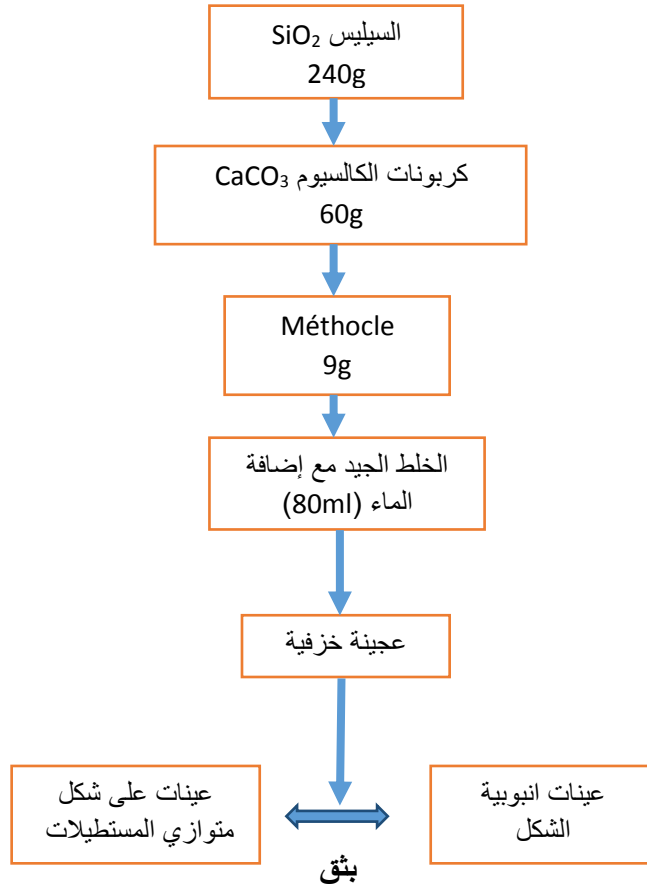 السيليس SiO₂
240g
كربونات الكالسيوم CaCO₃
60g
Méthocle
9g
الخلط الجيد مع إضافة
الماء (80ml)
عجينة خزفية
عينات انبوبية
الشكل
عينات على شكل
متوازي المستطيلات
بثق